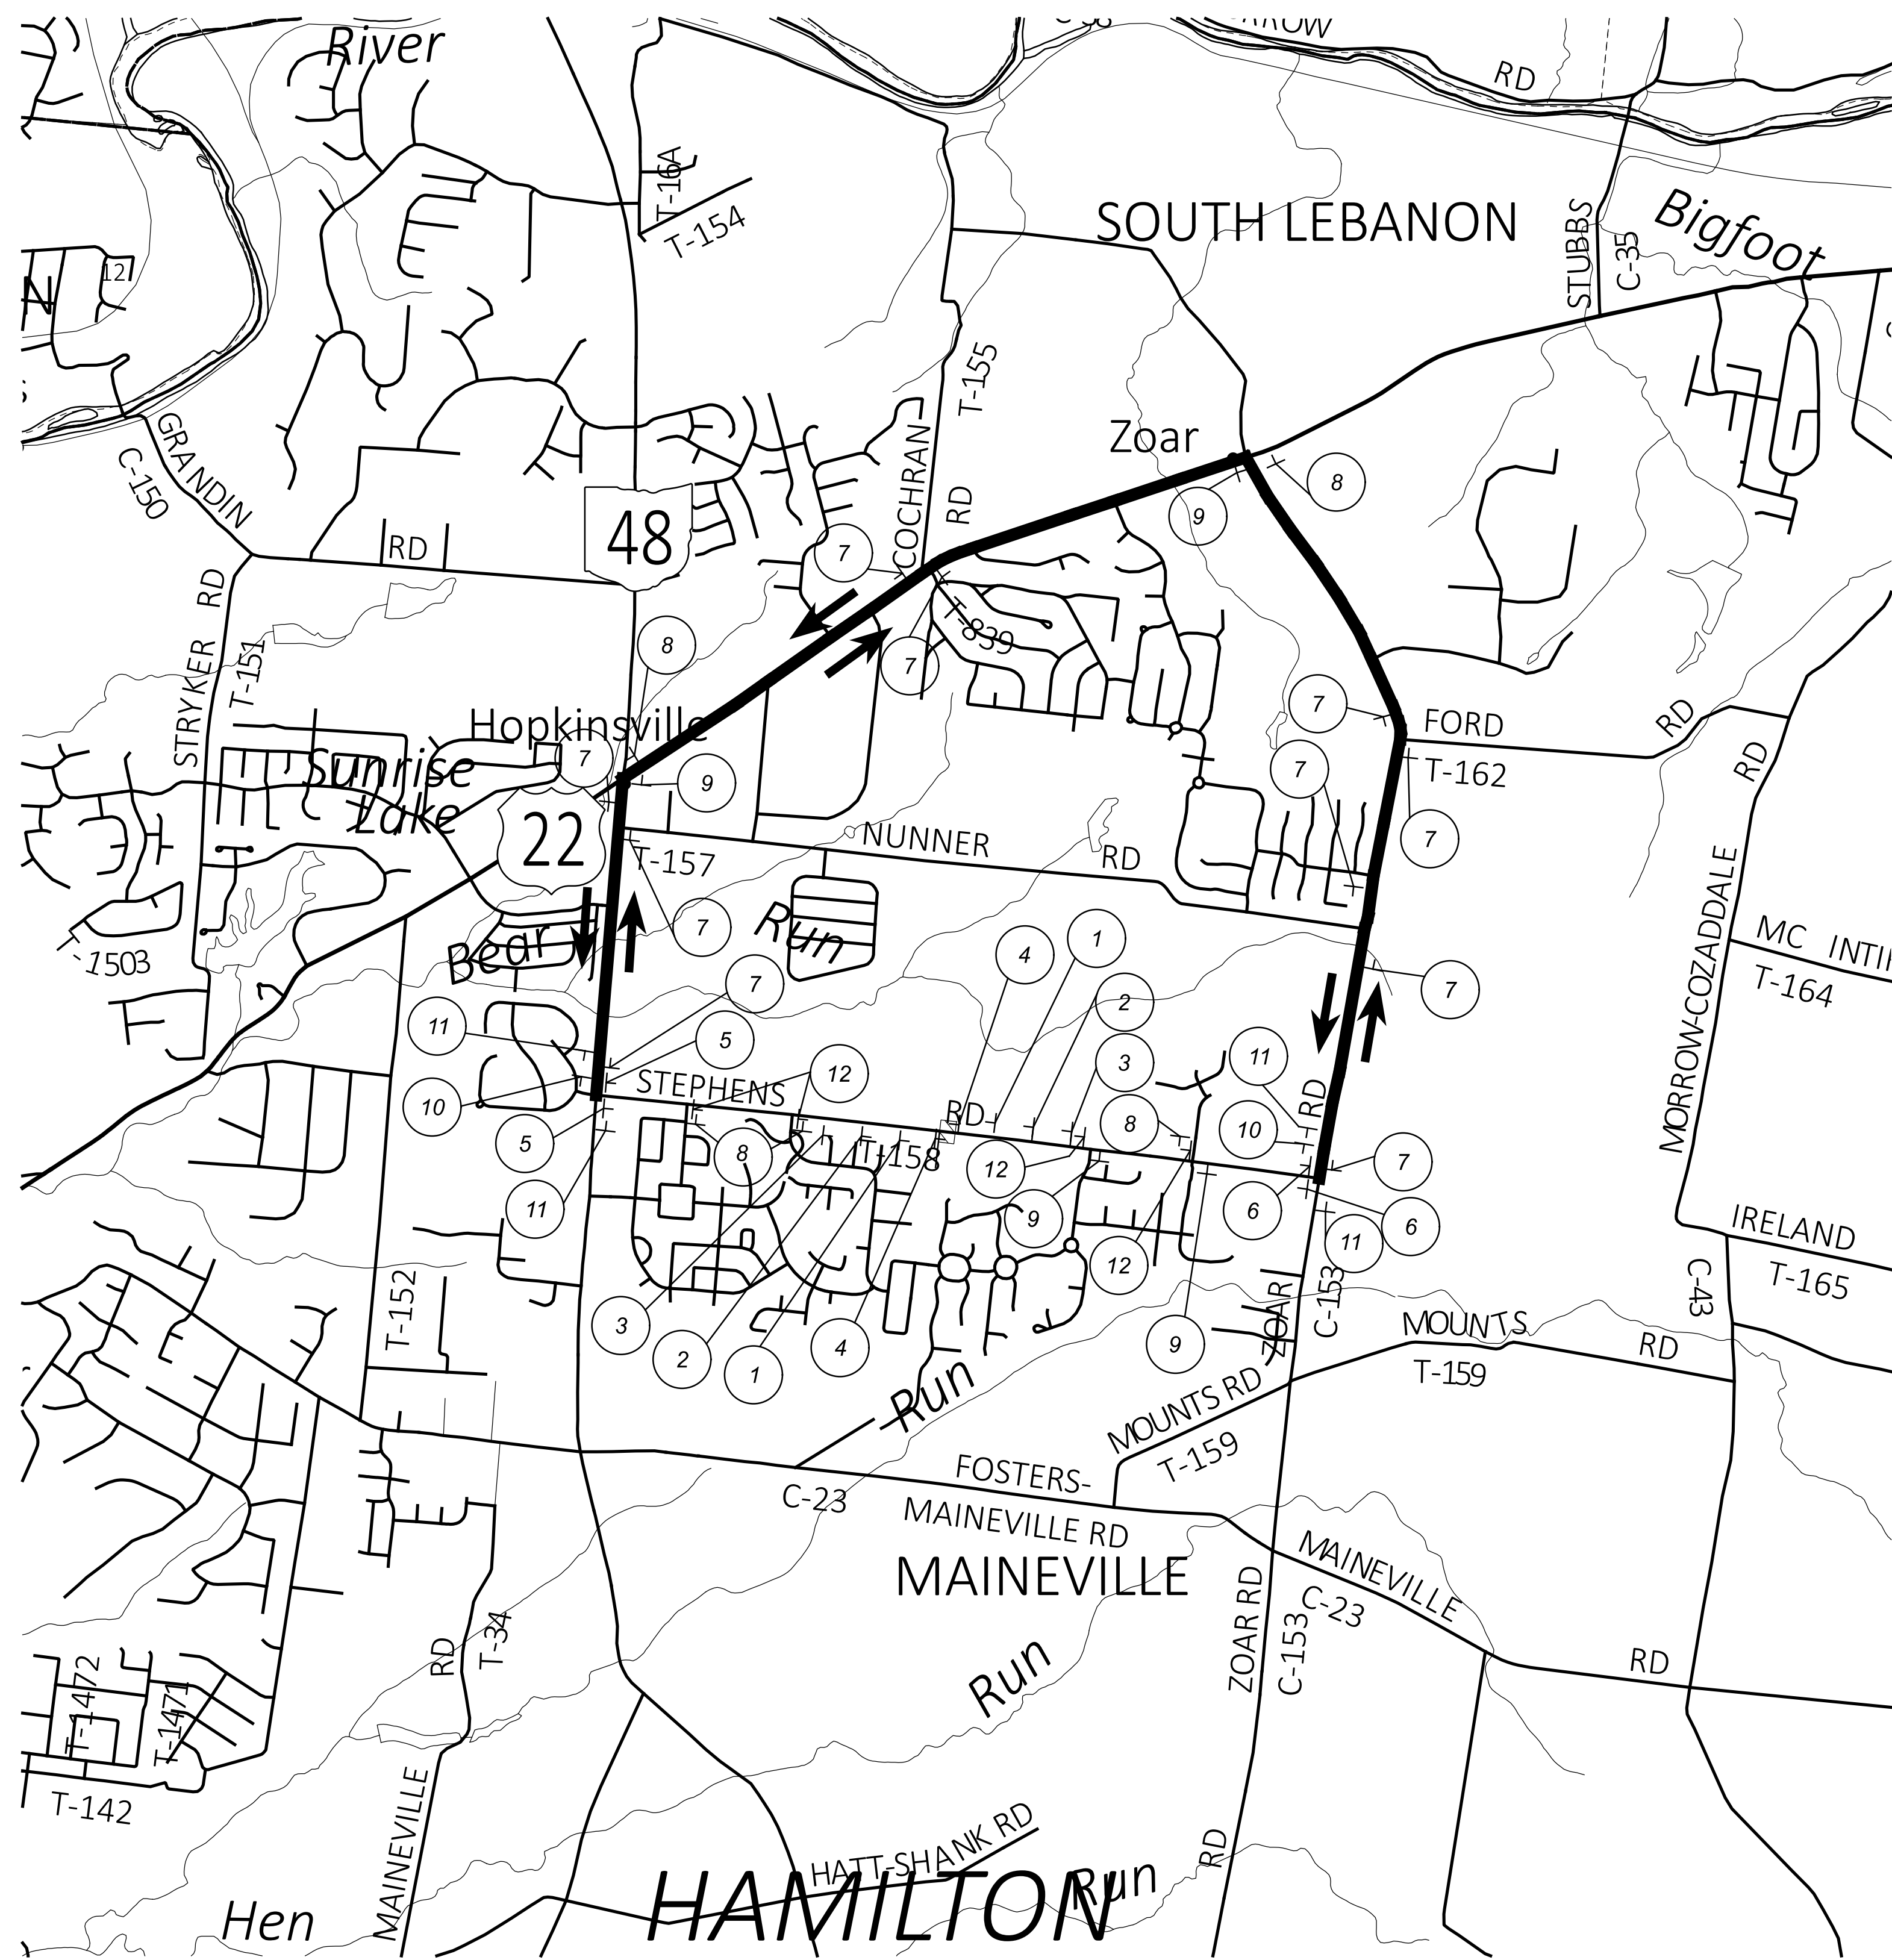 River
ROW
RD
T-16A
T-154
SOUTH LEBANON
STUBBS
C-35
Bigfoot
12
N
T-155
Zoar
GRANDIN
C-150
COCHRAN
RD
8
9
RD
48
7
RD
STRYKER
T-151
8
T-839
7
Hopkinsville
7
7
FORD
RD
T-162
RD
Sunrise
Lake
9
7
7
22
NUNNER
RD
T-157
MORROW-COZADDALE
Bear
Run
7
T-1503
4
1
MC INTI
T-164
7
7
2
11
5
3
11
12
STEPHENS
RD
RD
10
5
8
T-158
12
8
10
7
11
9
6
6
12
11
IRELAND
T-165
T-152
ZOAR
C-153
C-43
3
2
1
4
9
MOUNTS
RD
T-159
Run
MOUNTS RD
T-159
FOSTERS-
C-23
MAINEVILLE RD
MAINEVILLE
MAINEVILLE
C-23
ZOAR RD
C-153
RD
T-34
RD
T-1472
T-1471
Run
T-142
MAINEVILLE
HATT-SHANK RD
RD
Run
HAMILTON
Hen